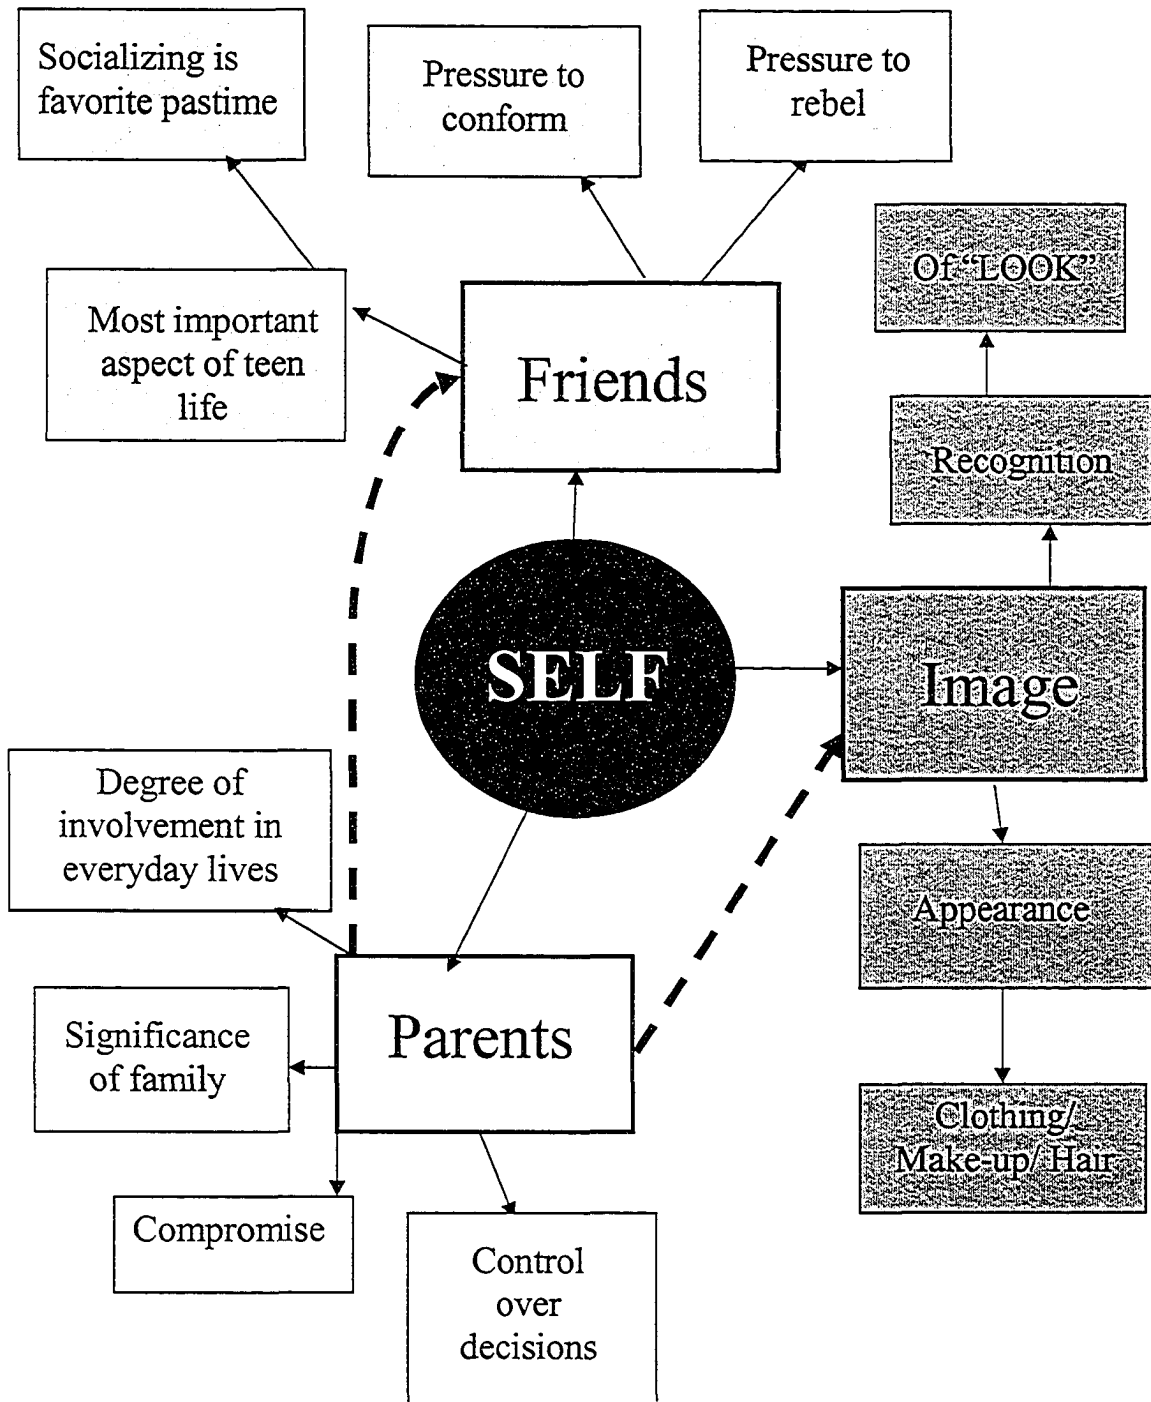 Socializing is
favorite pastime
Pressure to
conform
Pressure to
rebel
Of “LOOK”
Most important
aspect of teen
life
Friends
Recognition
SELF
Image
Degree of
involvement in
everyday lives
Appearance
Significance
of family
Parents
Clothing/
Make-up/ Hair
Compromise
Control
over
decisions